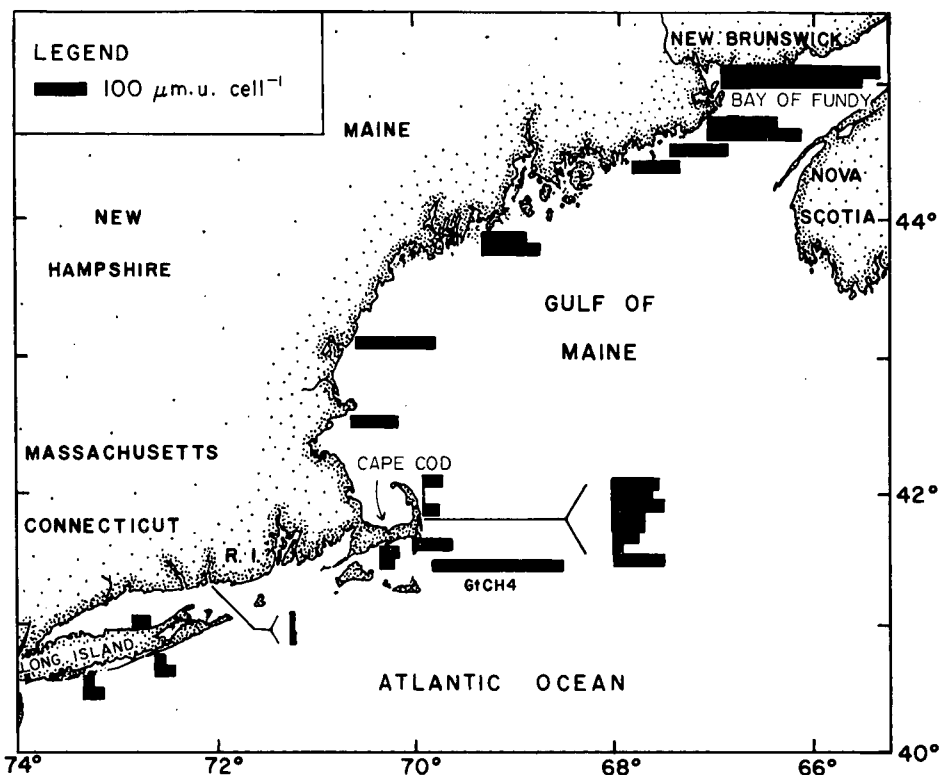 LEGEND
100 μm.u. cell⁻¹
NEW BRUNSWICK
BAY OF FUNDY
MAINE
NOVA
SCOTIA
44°
NEW
HAMPSHIRE
GULF OF
MAINE
MASSACHUSETTS
CAPE COD
42°
CONNECTICUT
R.I.
GtCH4
LONG ISLAND
ATLANTIC OCEAN
40°
74°
72°
70°
68°
66°